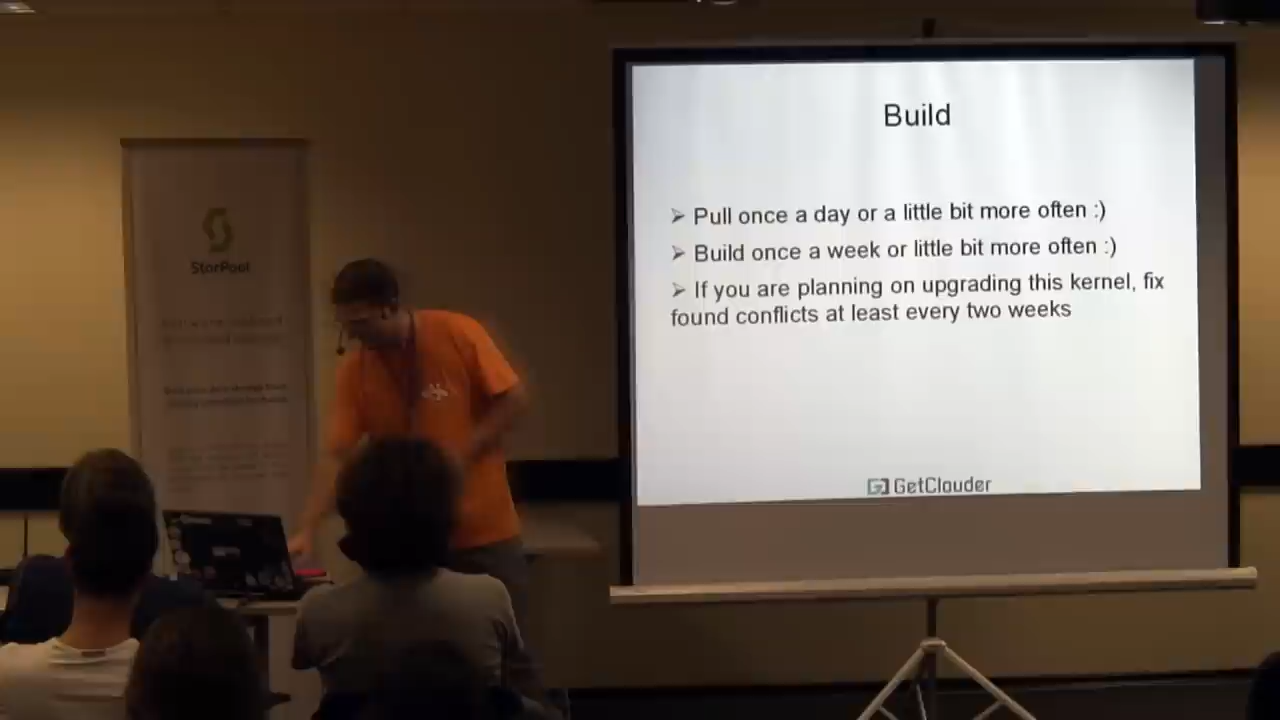 Build
➢ Pull once a day or a little bit more often :)
➢ Build once a week or little bit more often :)
➢ If you are planning on upgrading this kernel, fix
found conflicts at least every two weeks
GetClouder
StorPool